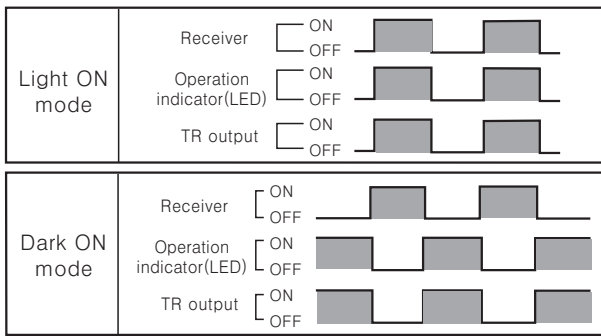 Light ON
mode
Receiver
ON
OFF
Operation
indicator(LED)
ON
OFF
TR output
ON
OFF
Dark ON
mode
Receiver
ON
OFF
Operation
indicator(LED)
ON
OFF
TR output
ON
OFF